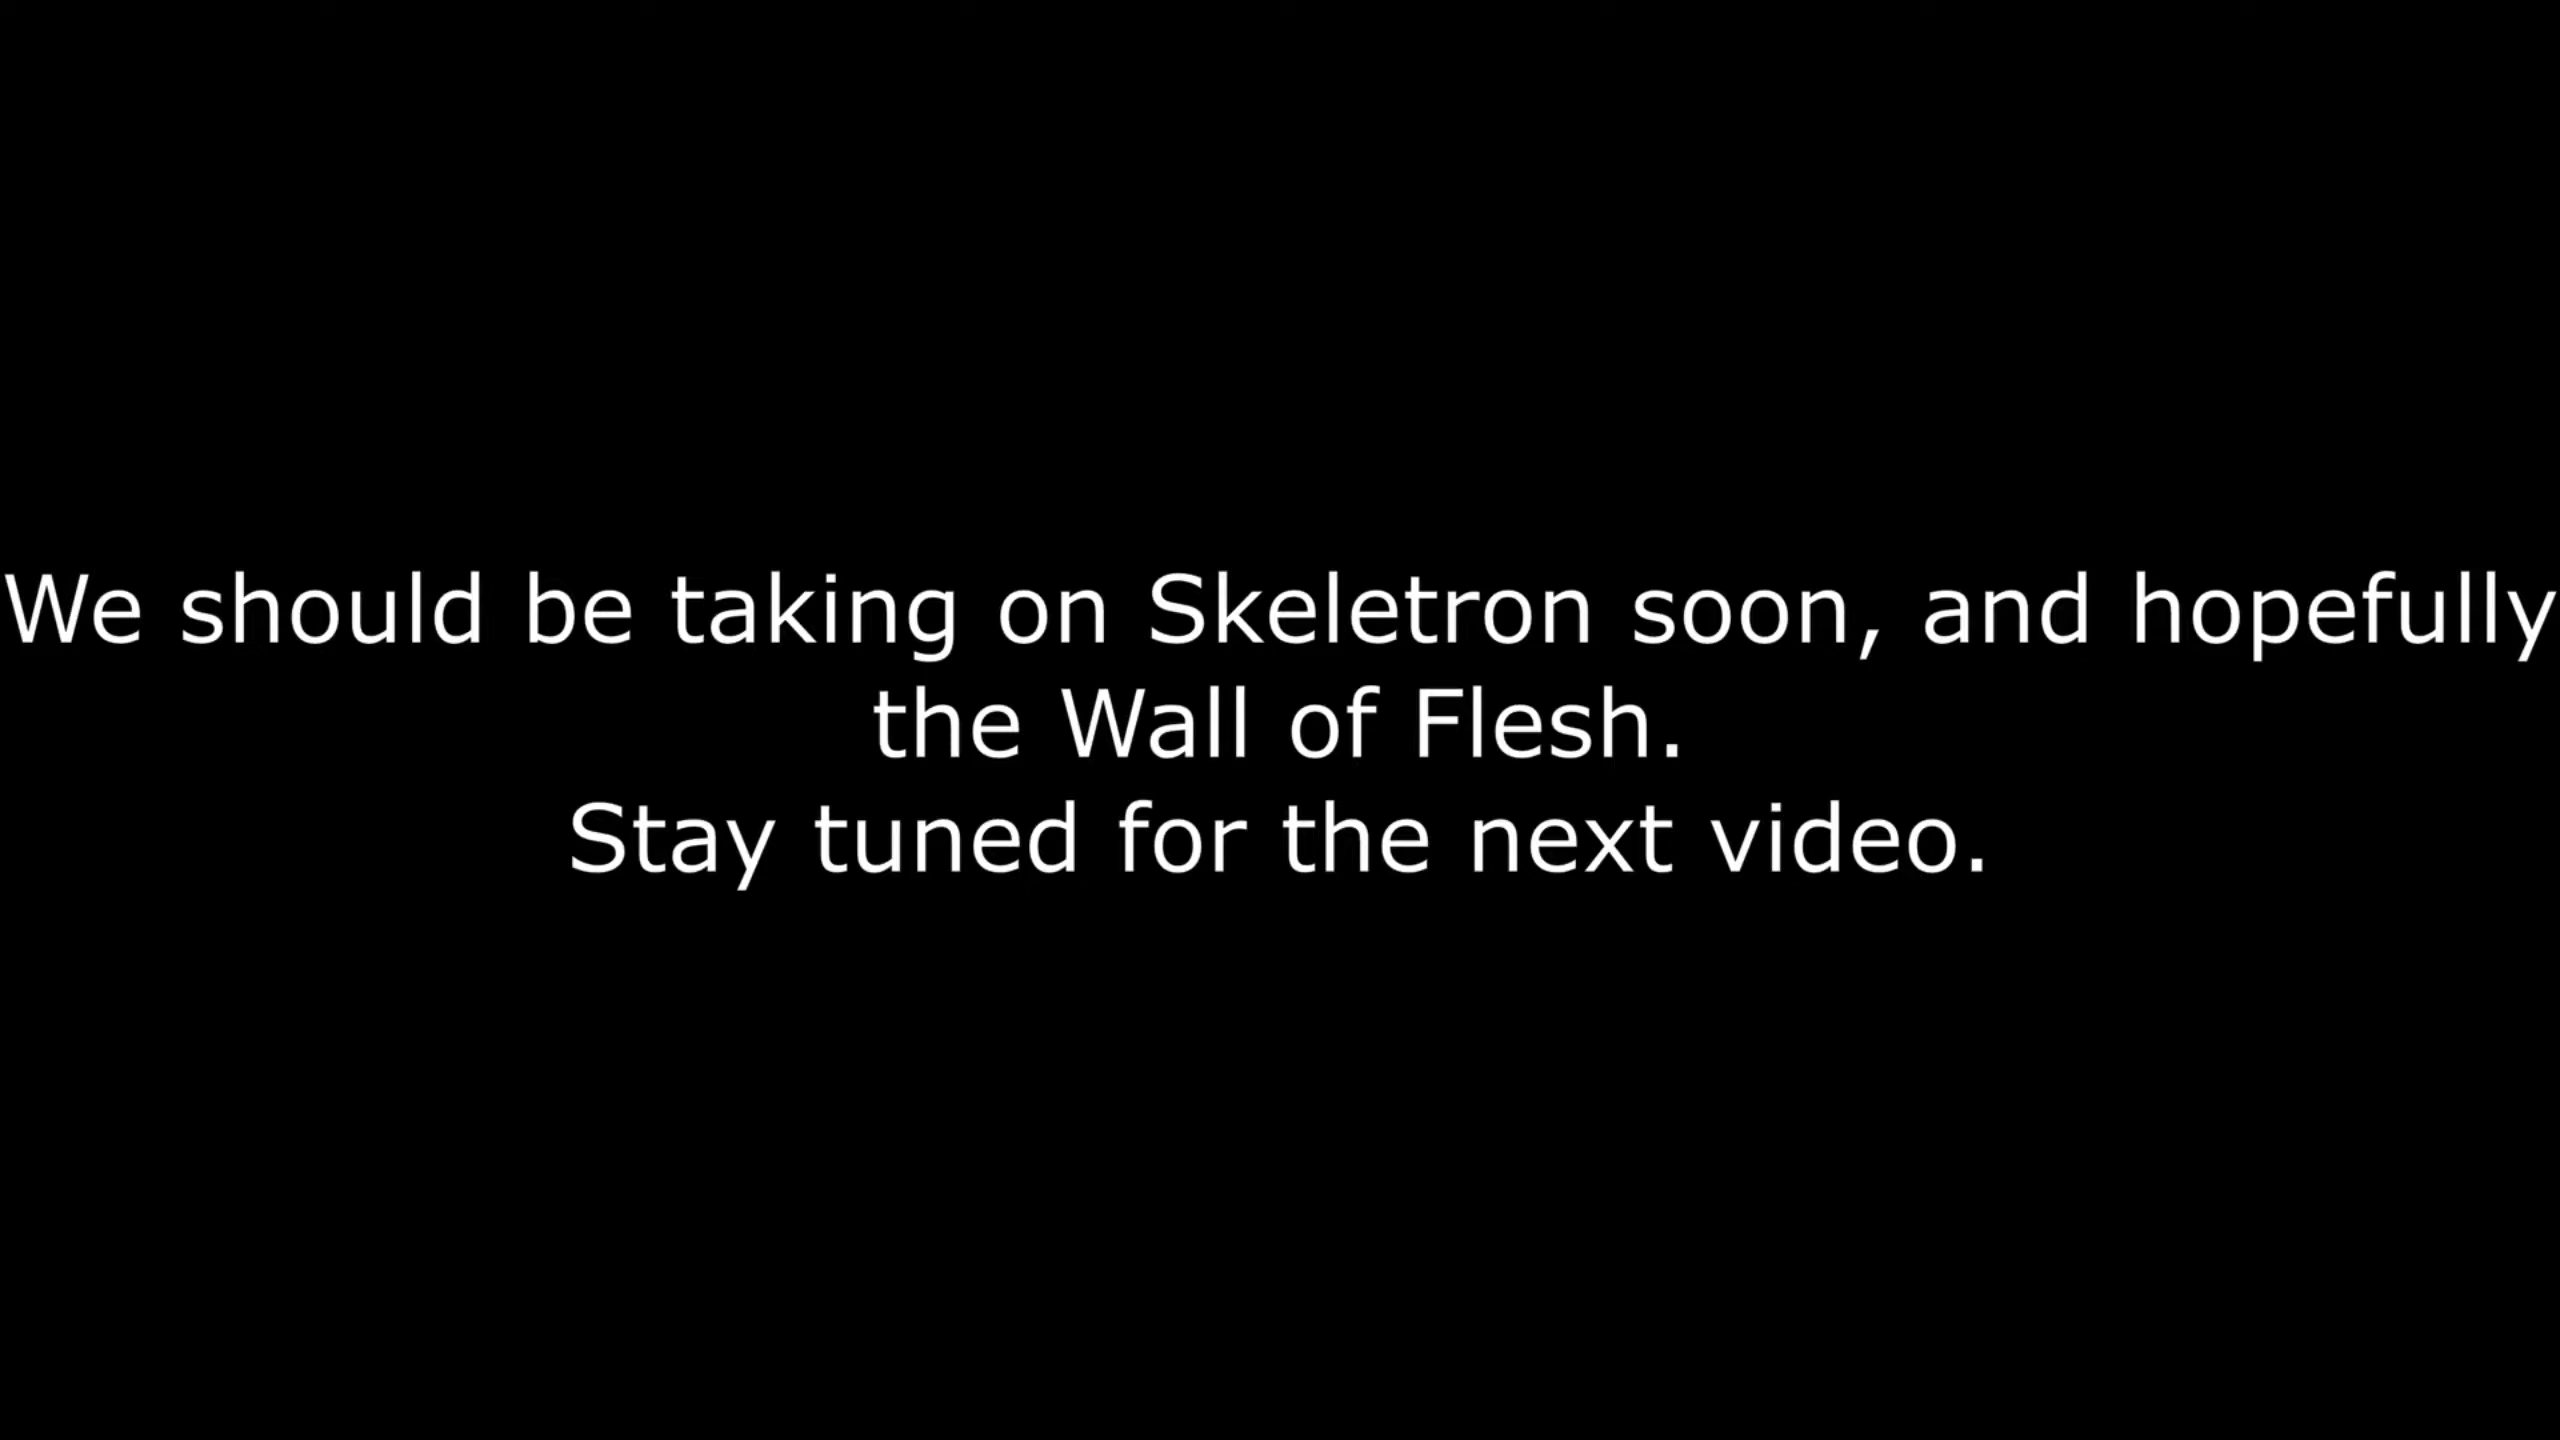 We should be taking on Skeletron soon, and hopefully
the Wall of Flesh.
Stay tuned for the next video.